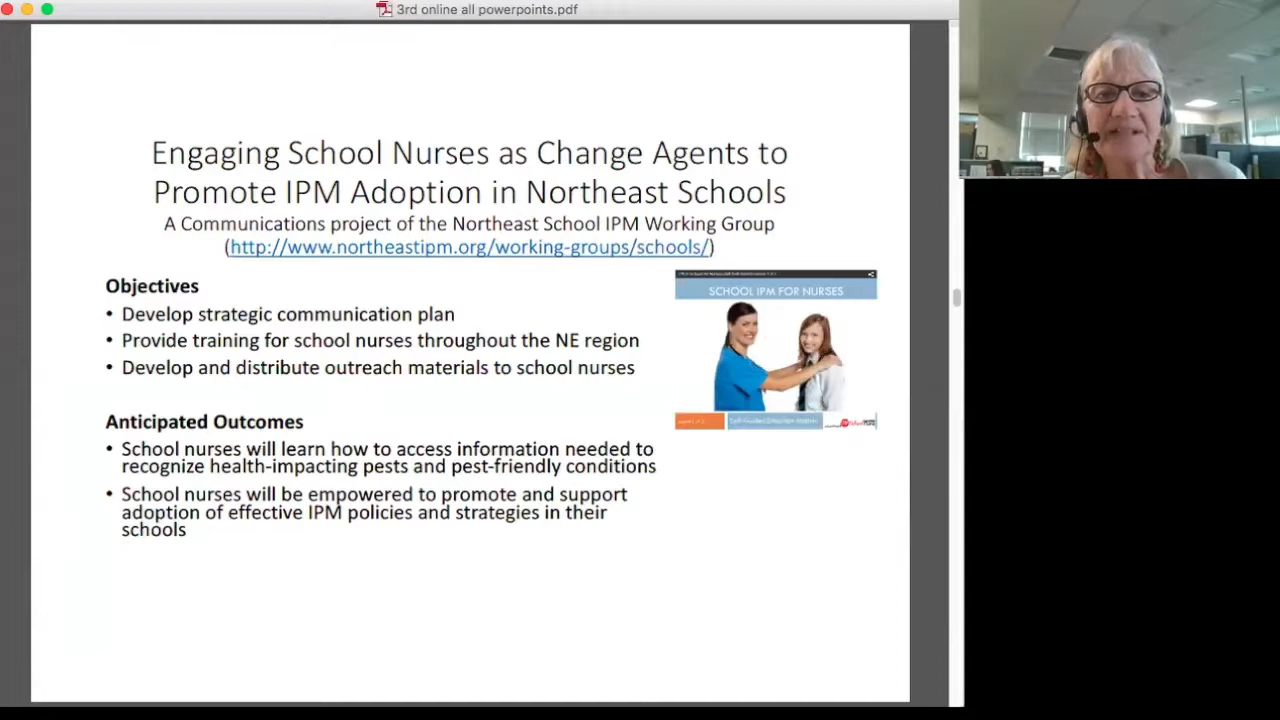 3rd online all powerpoints.pdf
Engaging School Nurses as Change Agents to
Promote IPM Adoption in Northeast Schools
A Communications project of the Northeast School IPM Working Group
(http://www.northeastipm.org/working-groups/schools/)
Objectives
• Develop strategic communication plan
• Provide training for school nurses throughout the NE region
• Develop and distribute outreach materials to school nurses
SCHOOL IPM FOR NURSES
Anticipated Outcomes
• School nurses will learn how to access information needed to
recognize health-impacting pests and pest-friendly conditions
• School nurses will be empowered to promote and support
adoption of effective IPM policies and strategies in their
schools